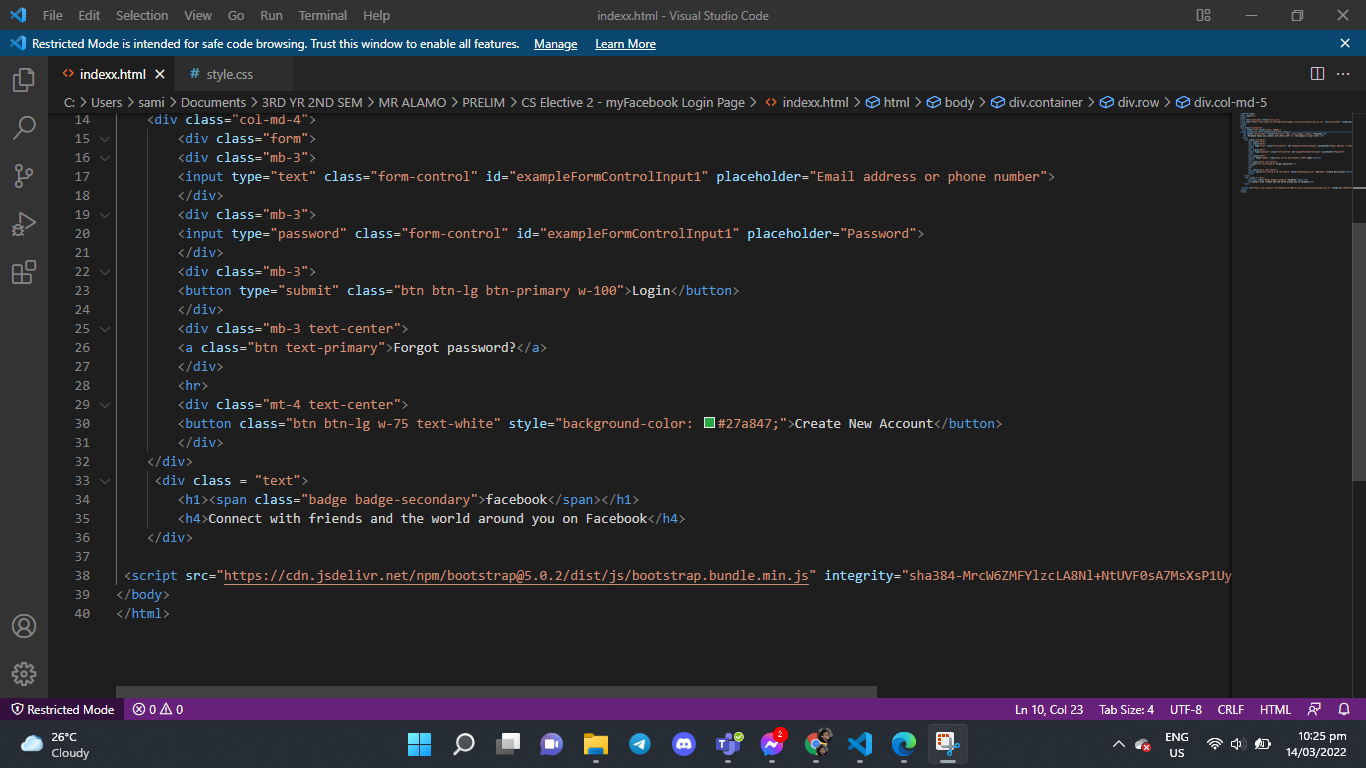 File Edit Selection View Go Run Terminal Help indexx.html - Visual Studio Code
Restricted Mode is intended for safe code browsing. Trust this window to enable all features. Manage Learn More
indexx.html # style.css
C: > Users > sami > Documents > 3RD YR 2ND SEM > MR ALAMO > PRELIM > CS Elective 2 - myFacebook Login Page > indexx.html > html > body > div.container > div.row > div.col-md-5
14 <div class="col-md-4">
15 <div class="form">
16 <div class="mb-3">
17 <input type="text" class="form-control" id="exampleFormControlInput1" placeholder="Email address or phone number">
18 </div>
19 <div class="mb-3">
20 <input type="password" class="form-control" id="exampleFormControlInput1" placeholder="Password">
21 </div>
22 <div class="mb-3">
23 <button type="submit" class="btn btn-lg btn-primary w-100">Login</button>
24 </div>
25 <div class="mb-3 text-center">
26 <a class="btn text-primary">Forgot password?</a>
27 </div>
28 <hr>
29 <div class="mt-4 text-center">
30 <button class="btn btn-lg w-75 text-white" style="background-color: #27a847;">Create New Account</button>
31 </div>
32 </div>
33 <div class = "text">
34 <h1><span class="badge badge-secondary">facebook</span></h1>
35 <h4>Connect with friends and the world around you on Facebook</h4>
36 </div>
37
38 <script src="https://cdn.jsdelivr.net/npm/bootstrap@5.0.2/dist/js/bootstrap.bundle.min.js" integrity="sha384-MrcW6ZMFYlzcLA8Nl+NtUVF0sA7MsXsP1Uy
39 </body>
40 </html>
Restricted Mode 0 0 Ln 10, Col 23 Tab Size: 4 UTF-8 CRLF HTML
26°C
Cloudy
2
ENG
US
10:25 pm
14/03/2022